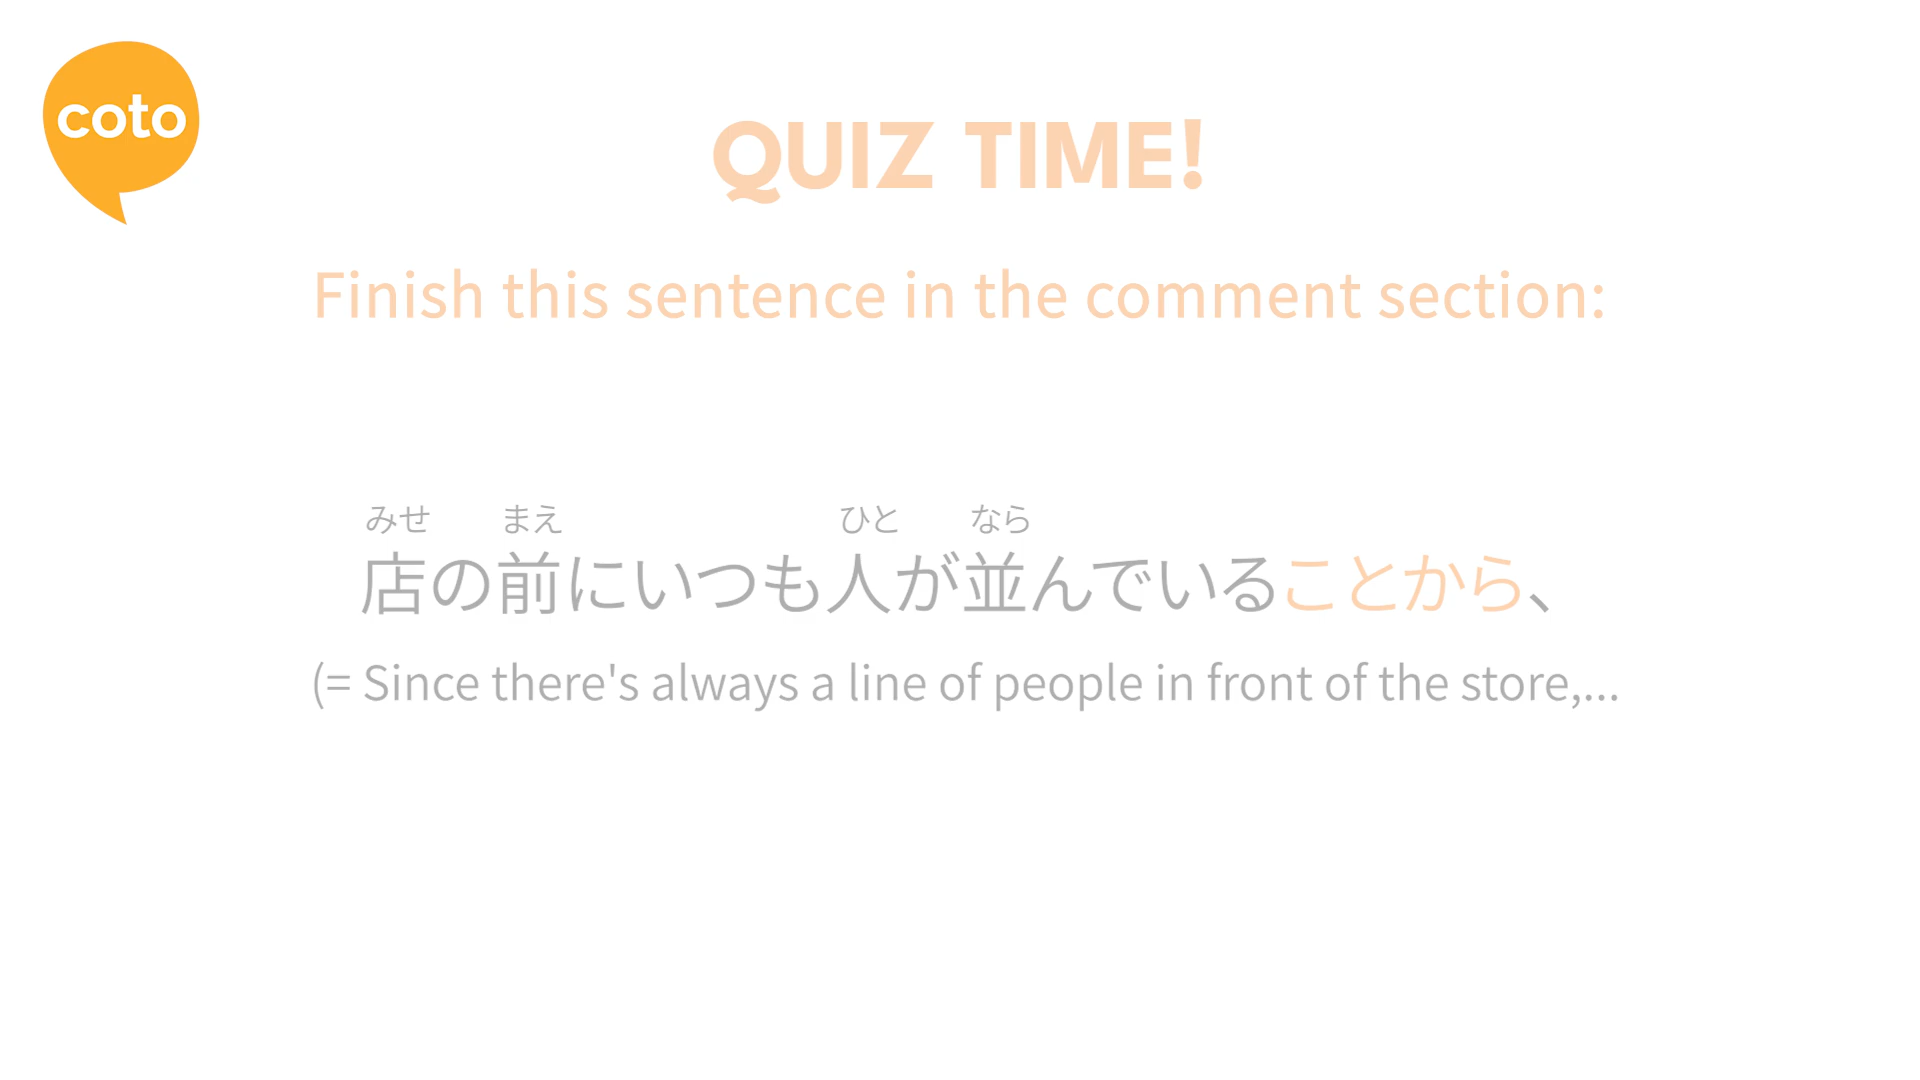 coto
QUIZ TIME!
Finish this sentence in the comment section:
みせ まえ ひと なら
店の前にいつも人が並んでいることから、
(= Since there's always a line of people in front of the store,...